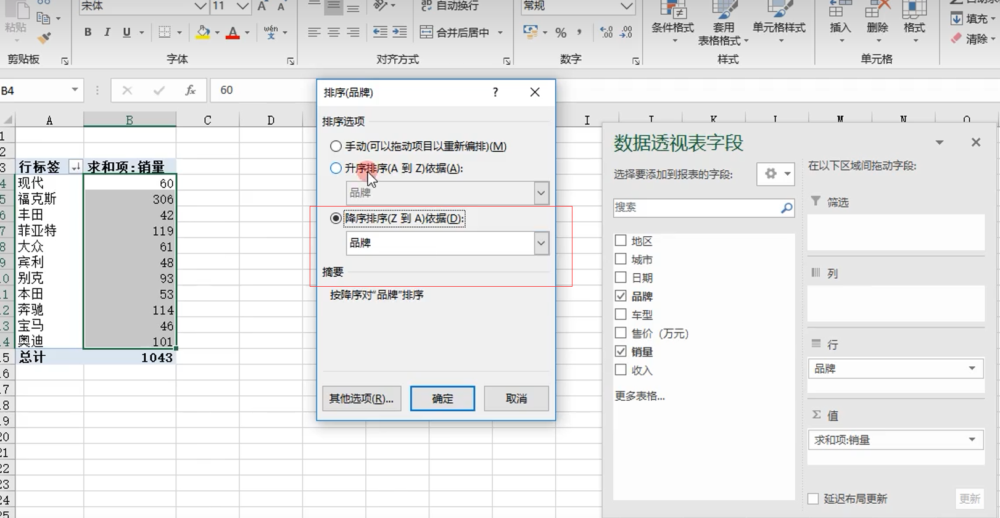 宋体 11 A A 自动换行 常规
粘贴 B I U A wén 文 合并后居中 % 条件格式 套用 表格格式 单元格样式 插入 删除 格式 填充 清除
剪贴板 字体 对齐方式 数字 样式 单元格
B4 fx 60
A B C D I J K L M N O
1
2
3 行标签 求和项:销量
4 现代 60
5 福克斯 306
6 丰田 42
7 菲亚特 119
8 大众 61
9 宾利 48
10 别克 93
11 本田 53
12 奔驰 114
13 宝马 46
14 奥迪 101
15 总计 1043
16
17
18
19
20
21
22
23
24
25
排序(品牌) ?
排序选项
手动(可以拖动项目以重新编排)(M)
升序排序(A 到 Z)依据(A):
品牌
降序排序(Z 到 A)依据(D):
品牌
摘要
按降序对“品牌”排序
其他选项(R)... 确定 取消
数据透视表字段
选择要添加到报表的字段:
搜索
地区
城市
日期
品牌
车型
售价（万元）
销量
收入
更多表格...
在以下区域间拖动字段:
筛选
列
行
品牌
Σ 值
求和项:销量
延迟布局更新 更新